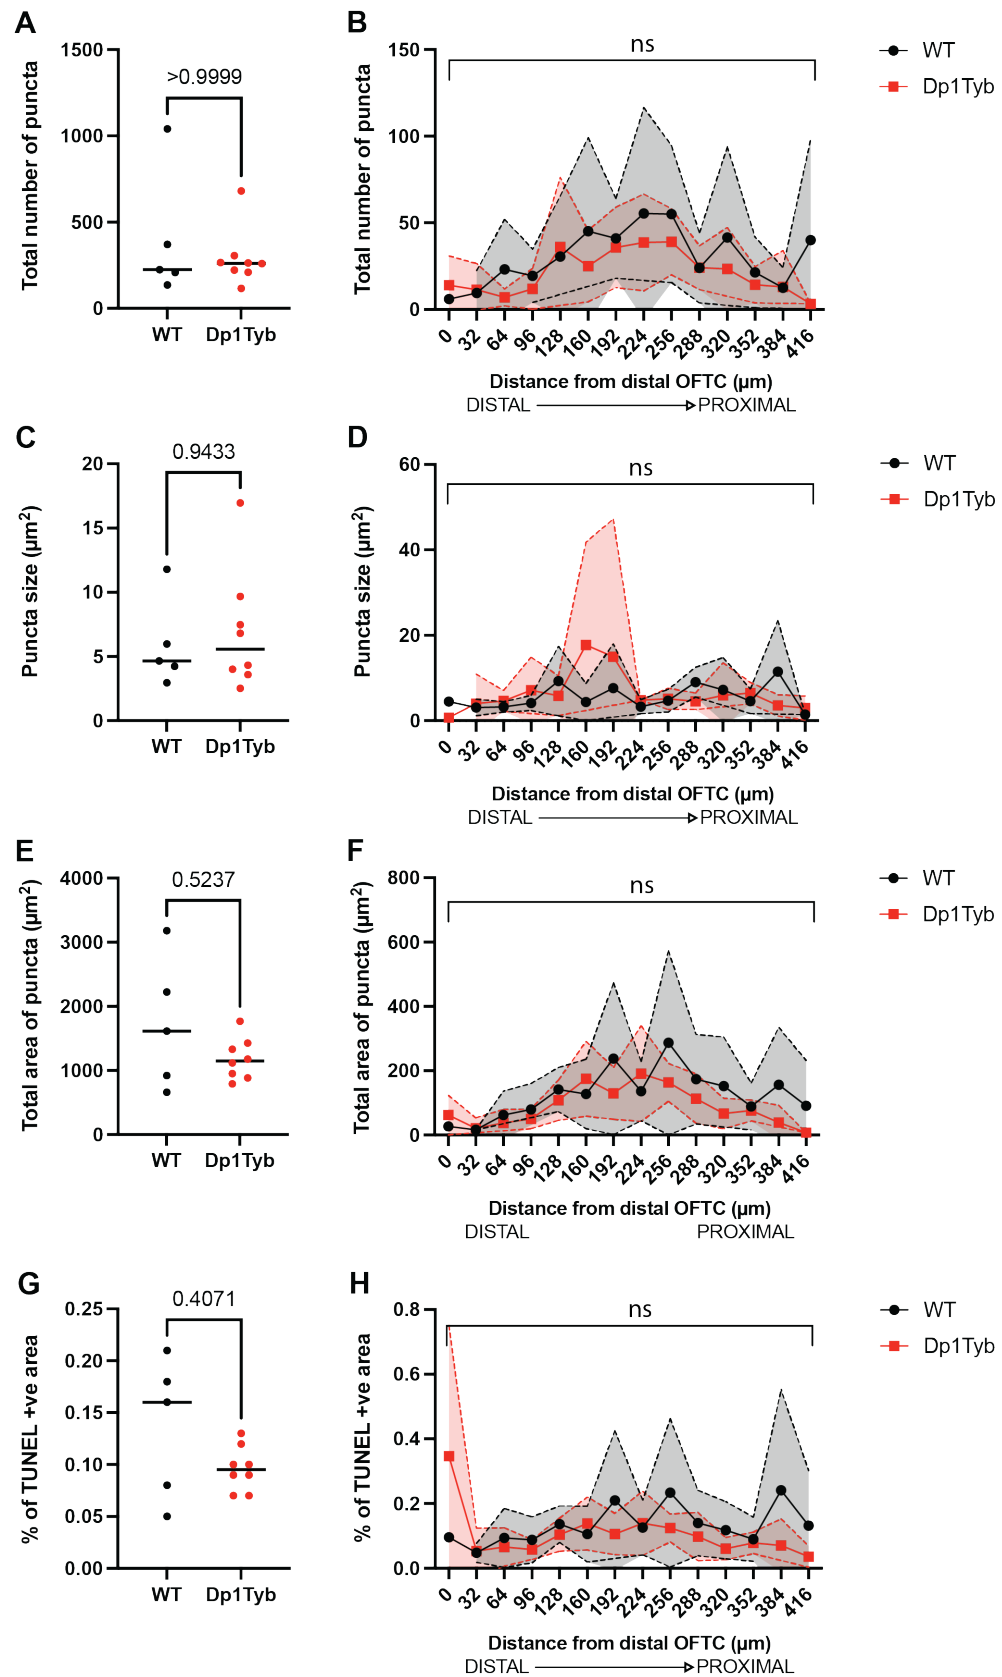 A
Total number of puncta
1500
1000
500
0
>0.9999
WT
Dp1Tyb
B
Total number of puncta
150
100
50
0
ns
WT
Dp1Tyb
0 32 64 96 128 160 192 224 256 288 320 352 384 416
Distance from distal OFTC (µm)
DISTAL PROXIMAL
C
Puncta size (µm²)
20
15
10
5
0
0.9433
WT
Dp1Tyb
D
Puncta size (µm²)
60
40
20
0
ns
WT
Dp1Tyb
0 32 64 96 128 160 192 224 256 288 320 352 384 416
Distance from distal OFTC (µm)
DISTAL PROXIMAL
E
Total area of puncta (µm²)
4000
3000
2000
1000
0
0.5237
WT
Dp1Tyb
F
Total area of puncta (µm²)
800
600
400
200
0
ns
WT
Dp1Tyb
0 32 64 96 128 160 192 224 256 288 320 352 384 416
Distance from distal OFTC (µm)
DISTAL PROXIMAL
G
% of TUNEL +ve area
0.25
0.20
0.15
0.10
0.05
0.00
0.4071
WT
Dp1Tyb
H
% of TUNEL +ve area
0.8
0.6
0.4
0.2
0.0
ns
WT
Dp1Tyb
0 32 64 96 128 160 192 224 256 288 320 352 384 416
Distance from distal OFTC (µm)
DISTAL PROXIMAL